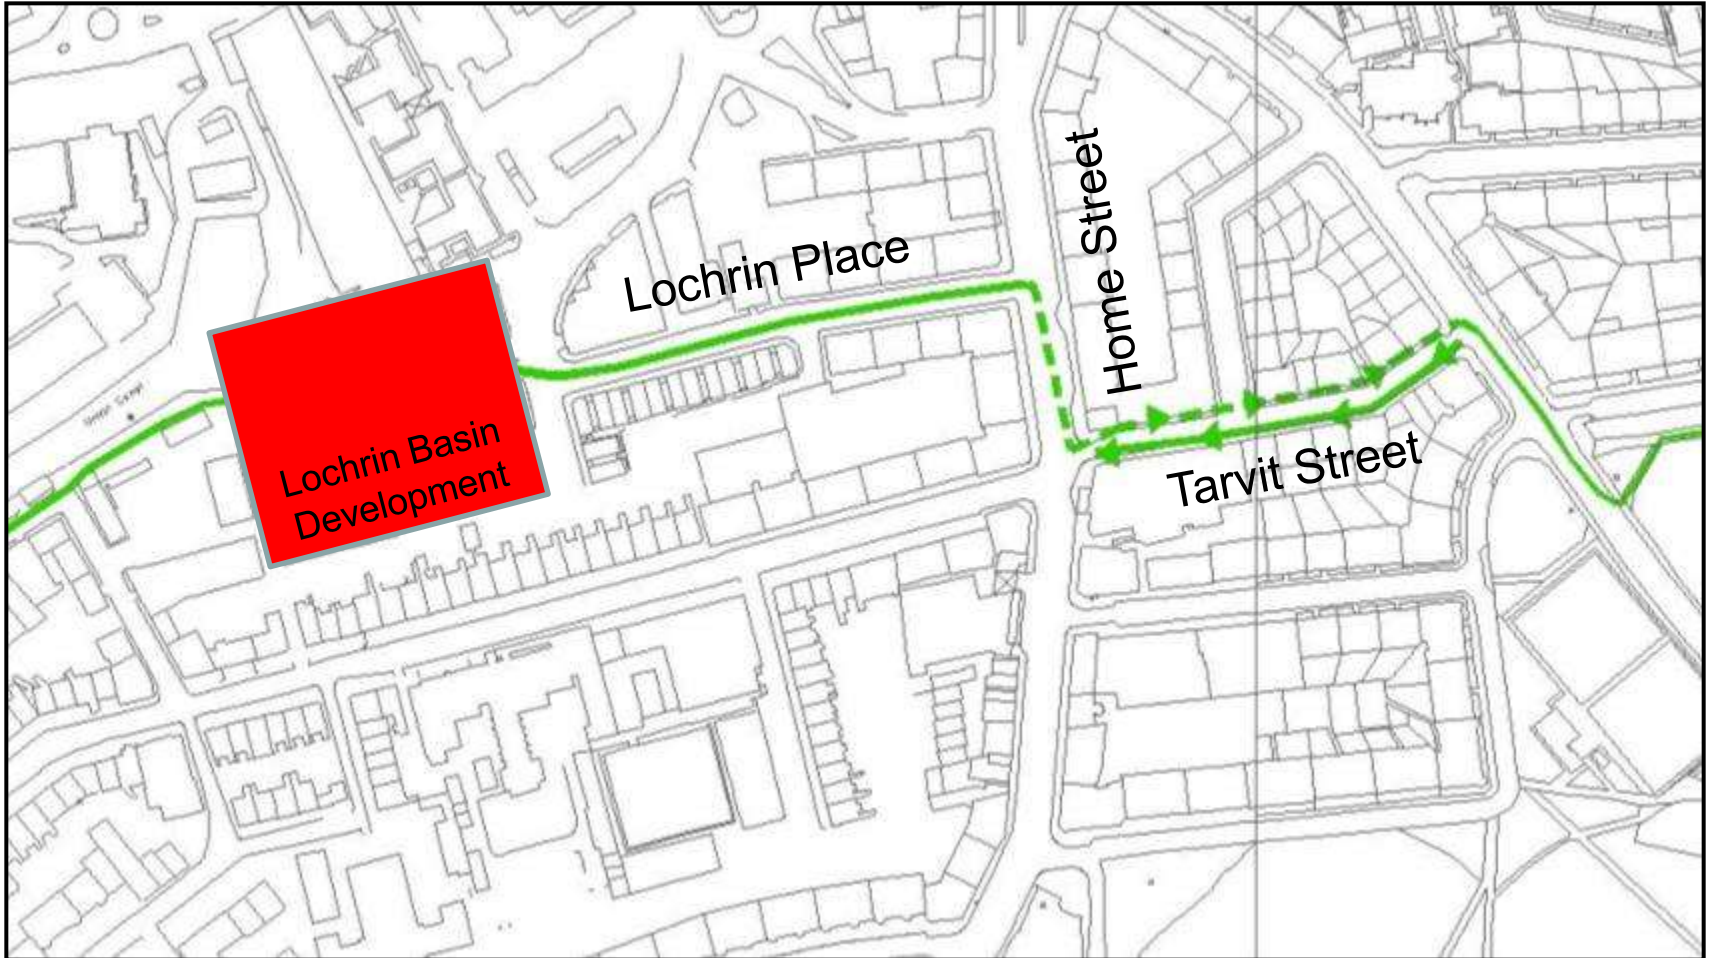 Lochrin Place
Home Street
Lochrin Basin
Development
Tarvit Street